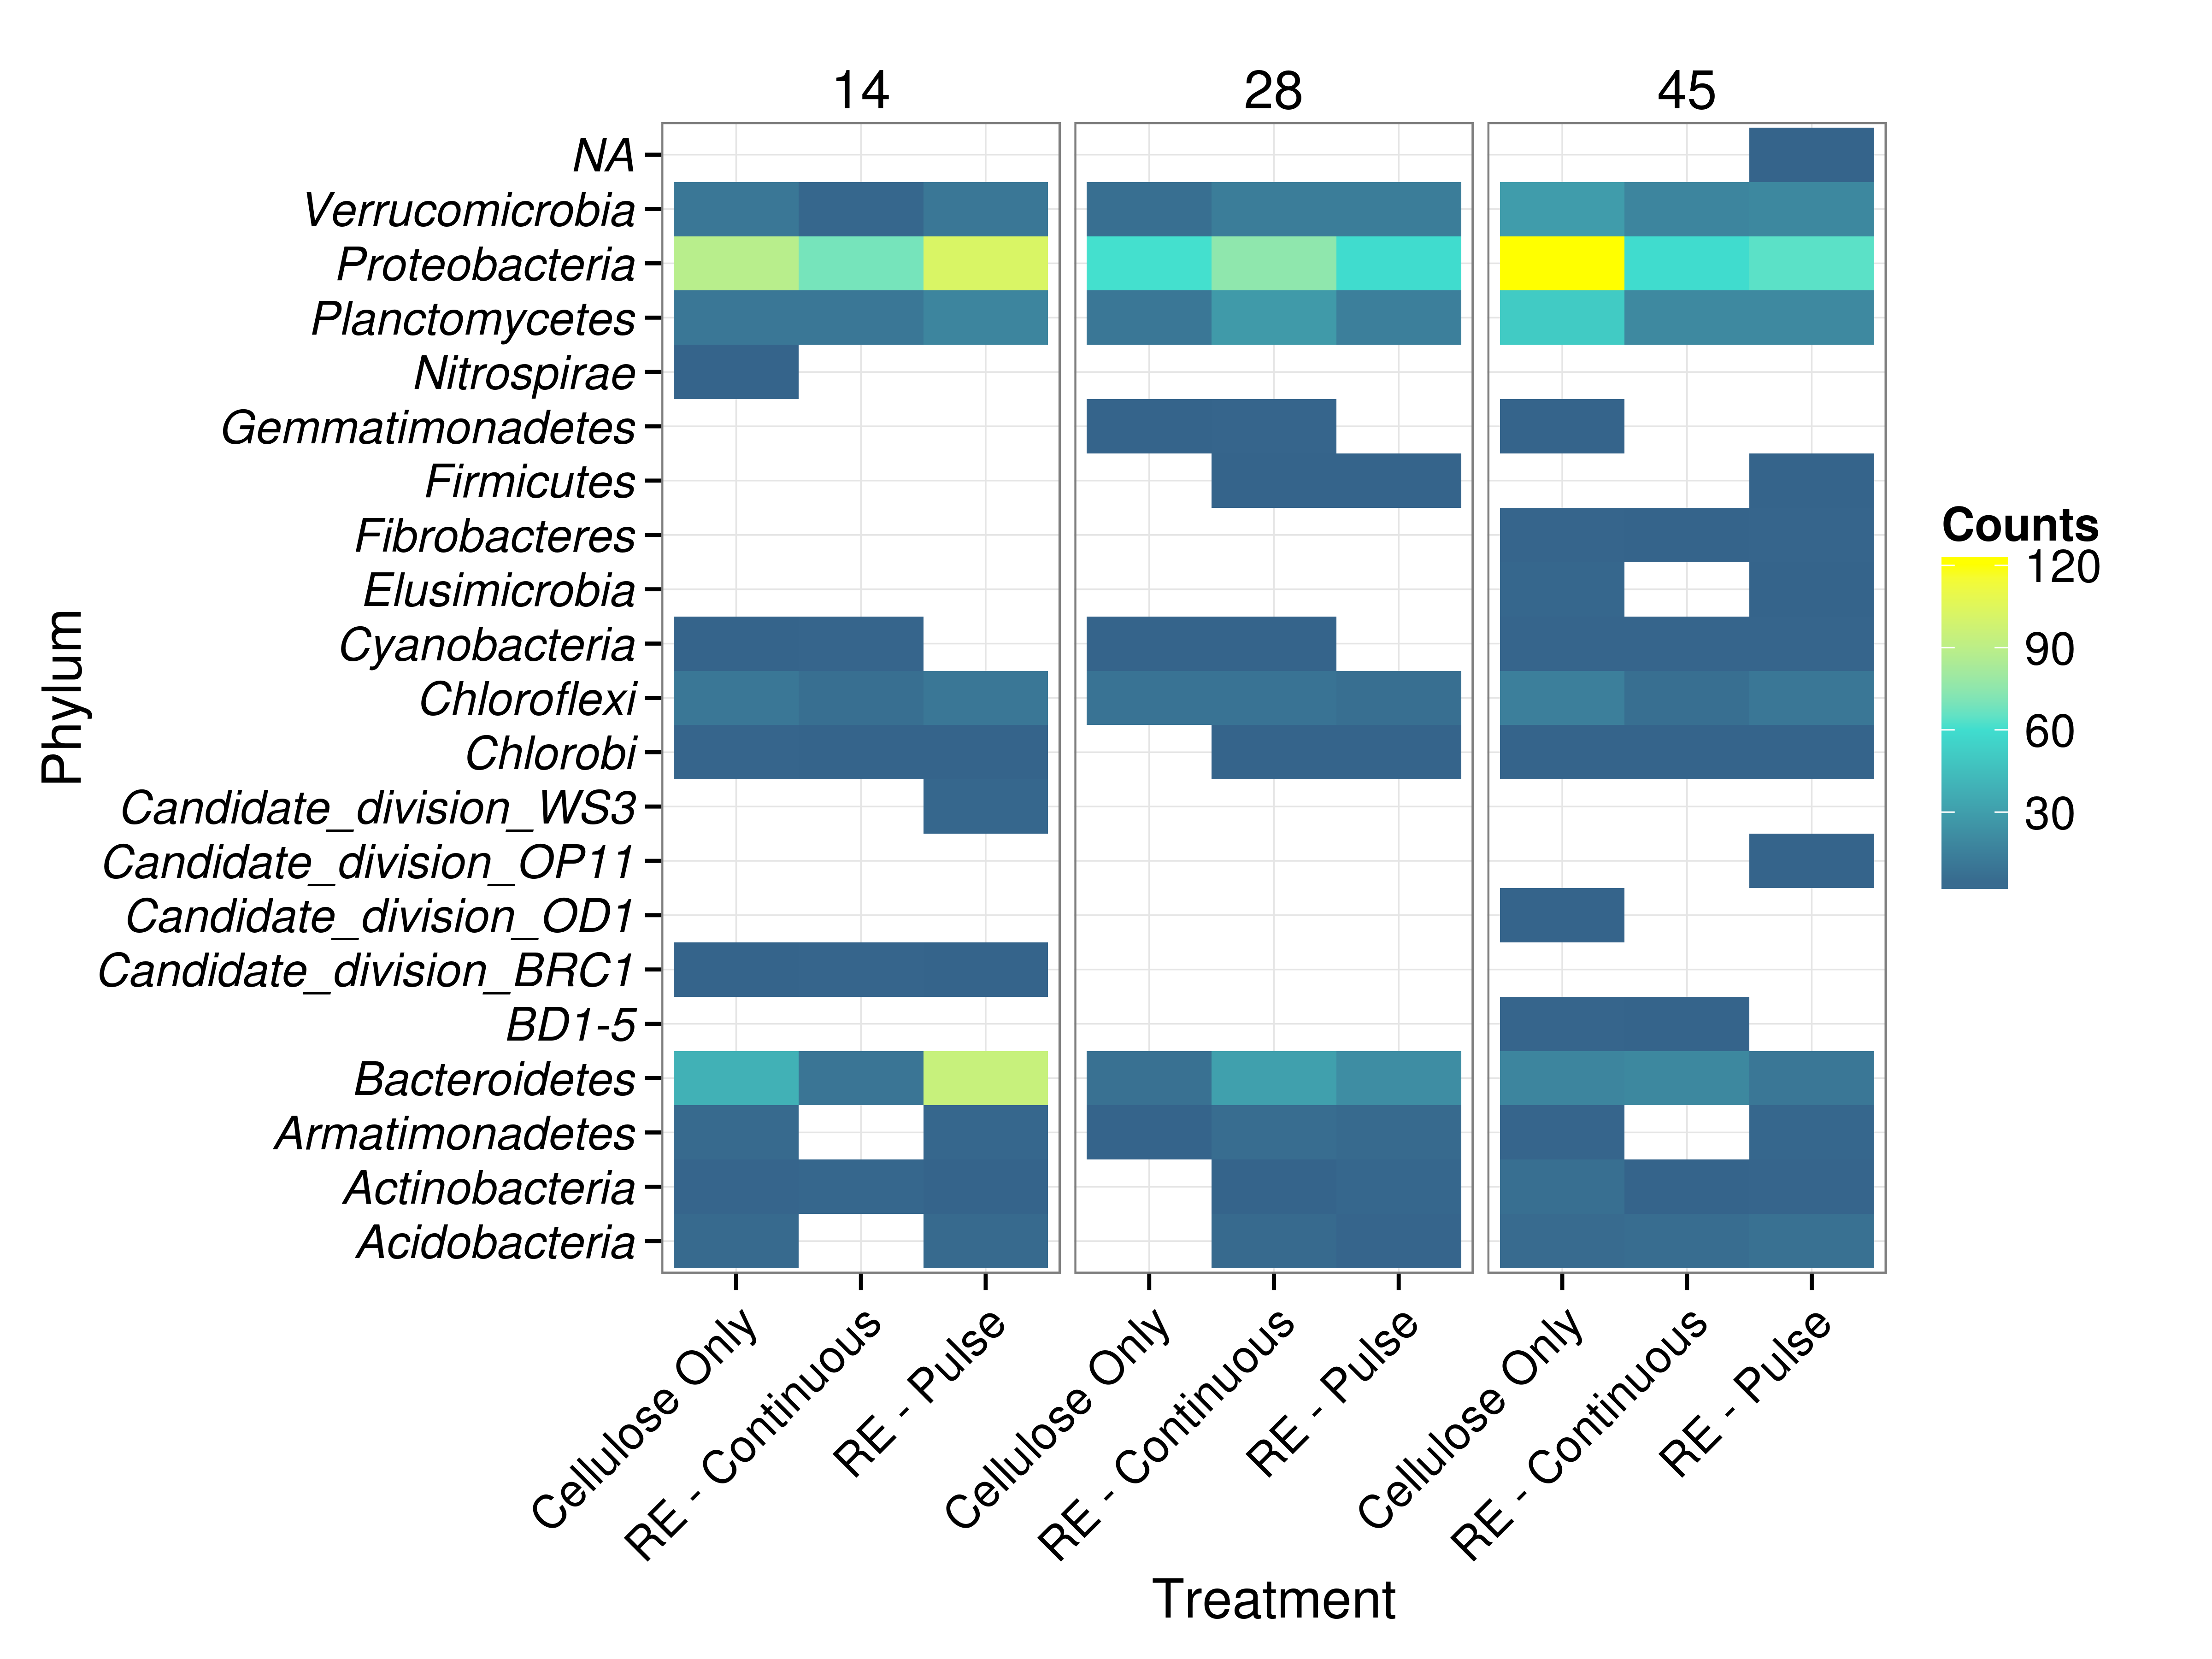 14 28 45
NA
Verrucomicrobia
Proteobacteria
Planctomycetes
Nitrospirae
Gemmatimonadetes
Firmicutes
Fibrobacteres
Elusimicrobia
Cyanobacteria
Chloroflexi
Chlorobi
Candidate_division_WS3
Candidate_division_OP11
Candidate_division_OD1
Candidate_division_BRC1
BD1-5
Bacteroidetes
Armatimonadetes
Actinobacteria
Acidobacteria
Phylum
Cellulose Only
RE - Continuous
RE - Pulse
Cellulose Only
RE - Continuous
RE - Pulse
Cellulose Only
RE - Continuous
RE - Pulse
Treatment
Counts
120
90
60
30